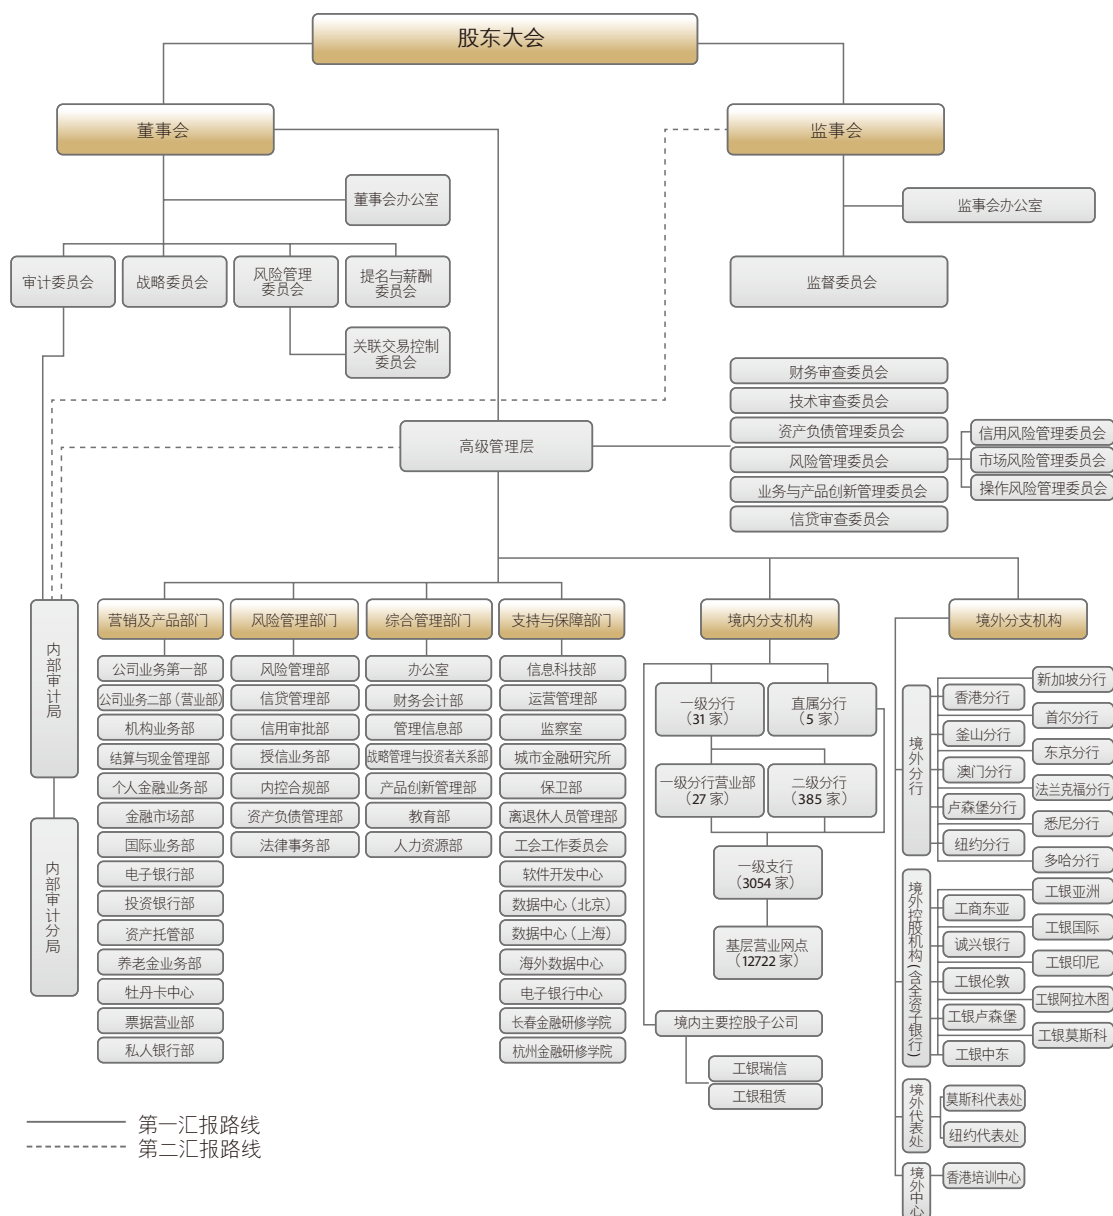 股东大会
董事会
监事会
董事会办公室
监事会办公室
审计委员会
战略委员会
风险管理
委员会
提名与薪酬
委员会
监督委员会
关联交易控制
委员会
高级管理层
财务审查委员会
技术审查委员会
资产负债管理委员会
风险管理委员会
业务与产品创新管理委员会
信贷审查委员会
信用风险管理委员会
市场风险管理委员会
操作风险管理委员会
内部审计局
内部审计分局
营销及产品部门
公司业务第一部
公司业务二部（营业部）
机构业务部
结算与现金管理部
个人金融业务部
金融市场部
国际业务部
电子银行部
投资银行部
资产托管部
养老金业务部
牡丹卡中心
票据营业部
私人银行部
风险管理部门
风险管理部
信贷管理部
信用审批部
授信业务部
内控合规部
资产负债管理部
法律事务部
综合管理部门
办公室
财务会计部
管理信息部
战略管理与投资者关系部
产品创新管理部
教育部
人力资源部
支持与保障部门
信息科技部
运营管理部
监察室
城市金融研究所
保卫部
离退休人员管理部
工会工作委员会
软件开发中心
数据中心（北京）
数据中心（上海）
海外数据中心
电子银行中心
长春金融研修学院
杭州金融研修学院
境内分支机构
一级分行
（31 家）
直属分行
（5 家）
一级分行营业部
（27 家）
二级分行
（385 家）
一级支行
（3054 家）
基层营业网点
（12722 家）
境内主要控股子公司
工银瑞信
工银租赁
境外分支机构
境外分行
新加坡分行
香港分行
首尔分行
釜山分行
东京分行
澳门分行
法兰克福分行
卢森堡分行
悉尼分行
纽约分行
多哈分行
境外控股机构（含全资子银行）
工银亚洲
工商东亚
工银国际
诚兴银行
工银印尼
工银伦敦
工银阿拉木图
工银卢森堡
工银莫斯科
工银中东
境外代表处
莫斯科代表处
纽约代表处
境外中心
香港培训中心
第一汇报路线
第二汇报路线